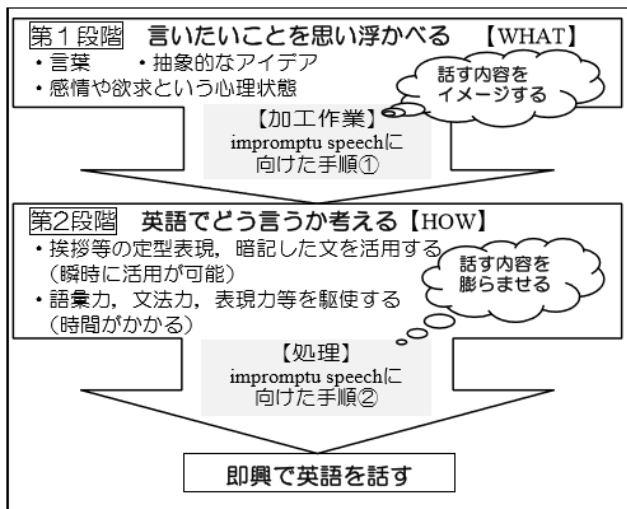 第1段階 言いたいことを思い浮かべる 【WHAT】
・言葉 ・抽象的なアイデア
・感情や欲求という心理状態
話す内容を
イメージする
【加工作業】
impromptu speechに
向けた手順①
第2段階 英語でどう言うか考える【HOW】
・挨拶等の定型表現，暗記した文を活用する
（瞬時に活用が可能）
・語彙力，文法力，表現力等を駆使する
（時間がかかる）
話す内容を
膨らませる
【処理】
impromptu speechに
向けた手順②
即興で英語を話す